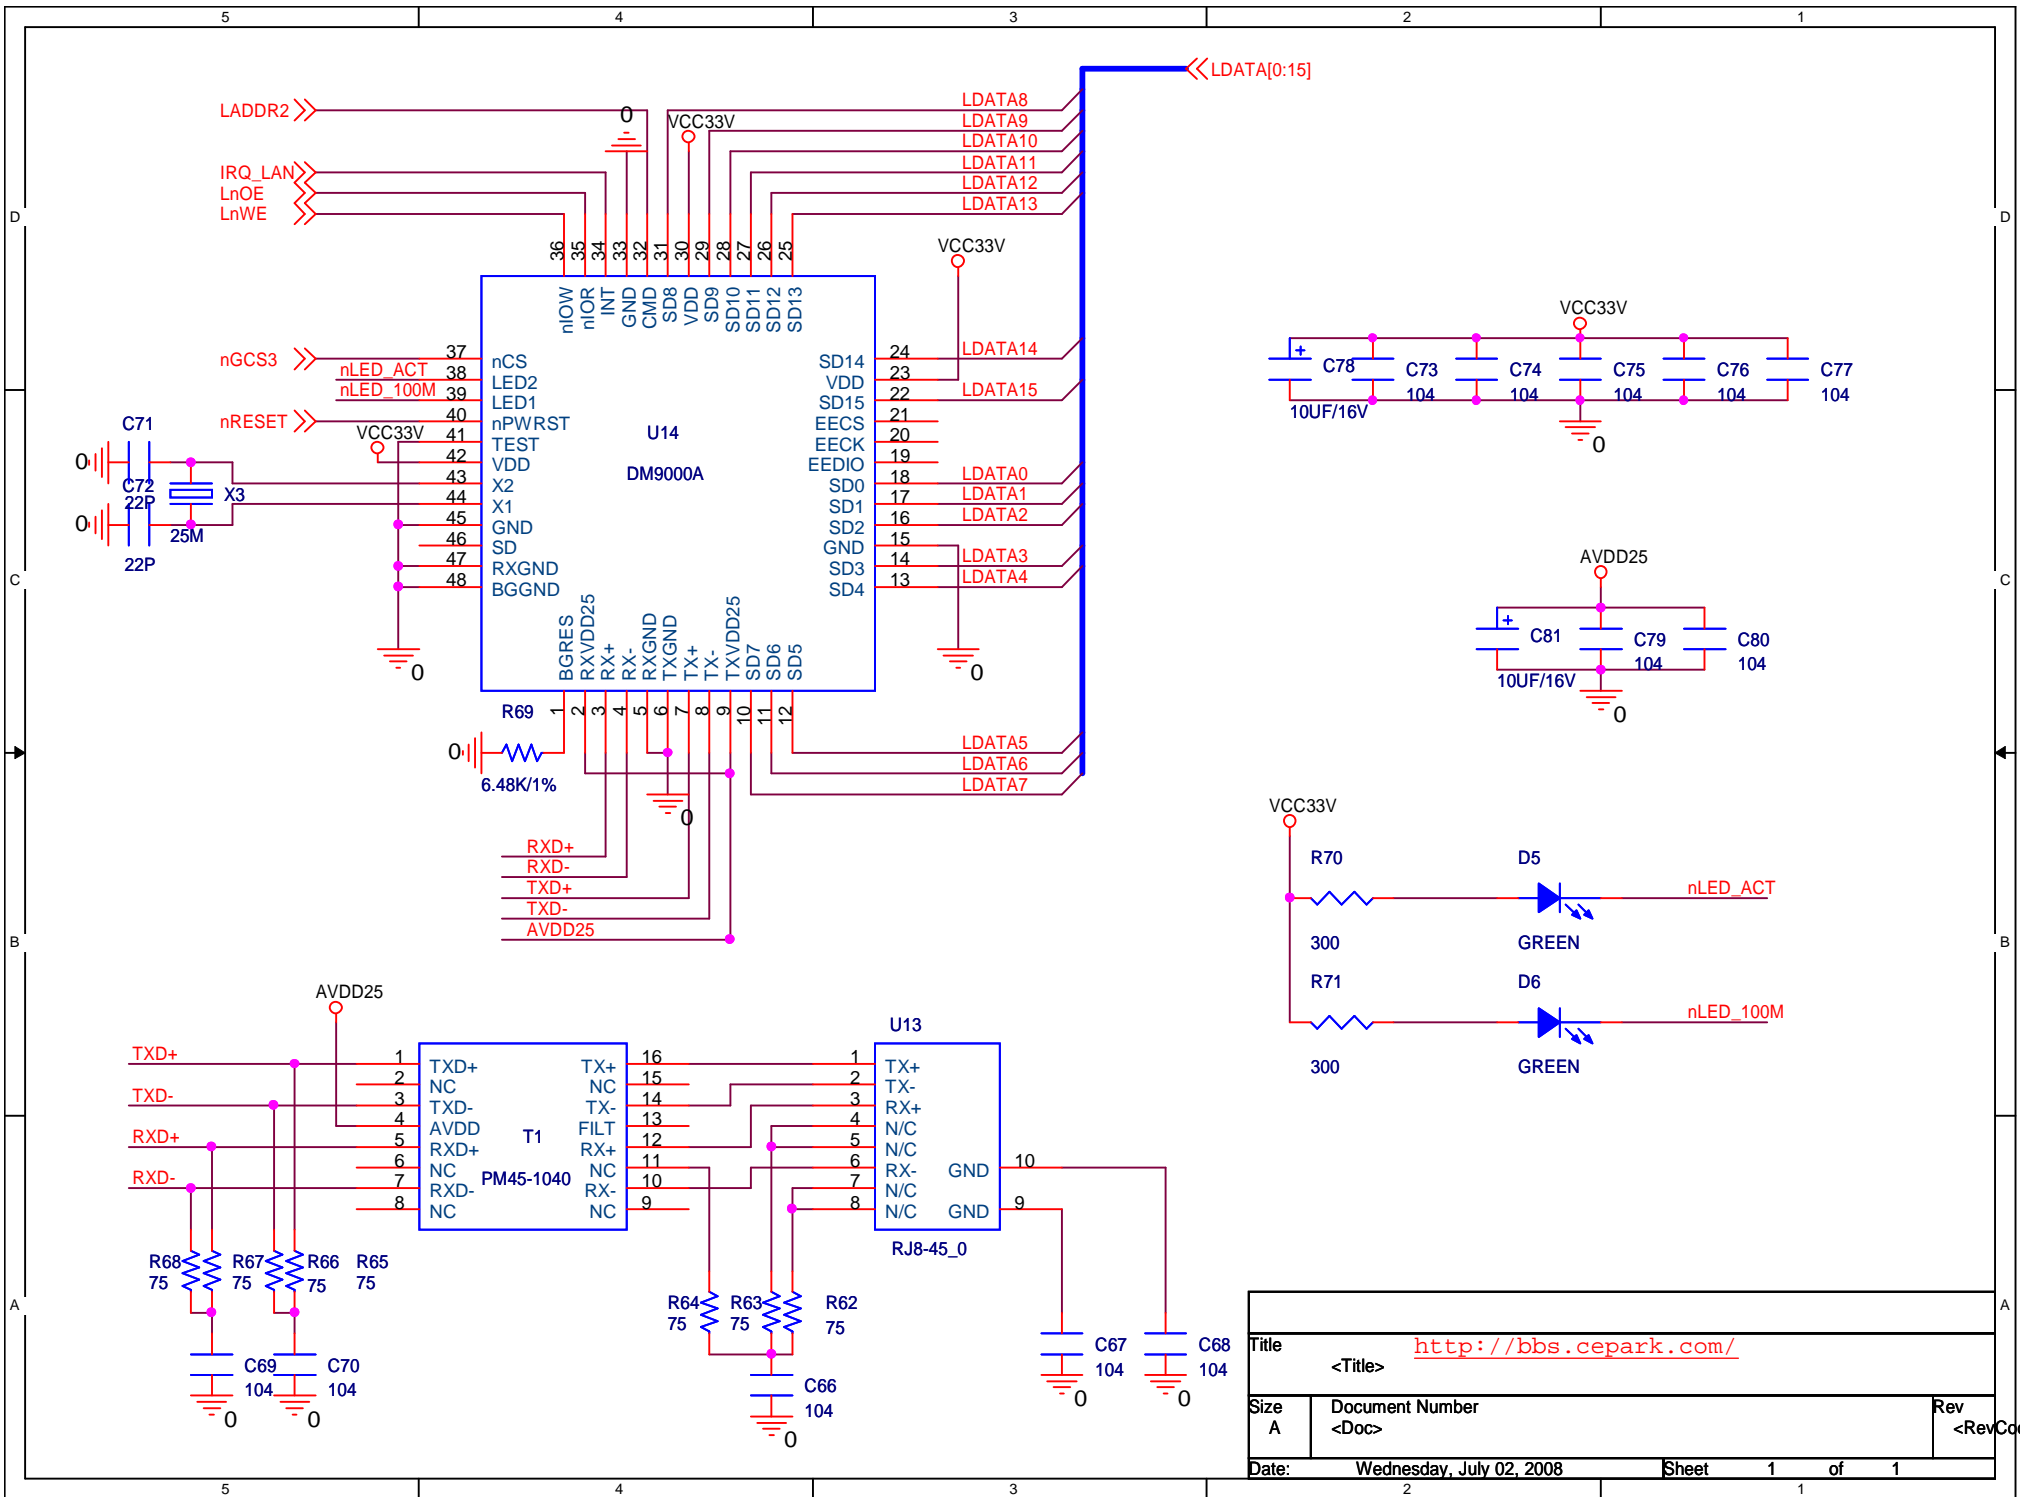 5 4 3 2 1
D
C
B
A
D
C
B
A
5 4 3 2 1
LDATA[0:15]
LADDR2
IRQ_LAN
LnOE
LnWE
0
VCC33V
LDATA8
LDATA9
LDATA10
LDATA11
LDATA12
LDATA13
36 35 34 33 32 31 30 29 28 27 26 25
nIOW nIOR INT GND CMD SD8 VDD SD9 SD10 SD11 SD12 SD13
VCC33V
nGCS3
nLED_ACT
nLED_100M
nRESET
VCC33V
37 nCS
38 LED2
39 LED1
40 nPWRST
41 TEST
42 VDD
43 X2
44 X1
45 GND
46 SD
47 RXGND
48 BGGND
U14
DM9000A
SD14 24 LDATA14
VDD 23
SD15 22 LDATA15
EECS 21
EECK 20
EEDIO 19
SD0 18 LDATA0
SD1 17 LDATA1
SD2 16 LDATA2
GND 15
SD3 14 LDATA3
SD4 13 LDATA4
C71
0
C72
22P
X3
0
25M
22P
0
0
BGRES RXVDD25 RX+ RX- RXGND TXGND TX+ TX- TXVDD25 SD7 SD6 SD5
1 2 3 4 5 6 7 8 9 10 11 12
R69
0
6.48K/1%
0
LDATA5
LDATA6
LDATA7
RXD+
RXD-
TXD+
TXD-
AVDD25
VCC33V
+
C78 C73 C74 C75 C76 C77
10UF/16V 104 104 104 104 104
0
AVDD25
+
C81 C79 C80
10UF/16V 104 104
0
VCC33V
R70 D5
nLED_ACT
300 GREEN
R71 D6
nLED_100M
300 GREEN
AVDD25
TXD+
TXD-
RXD+
RXD-
1 TXD+
2 NC
3 TXD-
4 AVDD
5 RXD+
6 NC
7 RXD-
8 NC
T1
PM45-1040
TX+ 16
NC 15
TX- 14
FILT 13
RX+ 12
NC 11
RX- 10
NC 9
U13
1 TX+
2 TX-
3 RX+
4 N/C
5 N/C
6 RX-
7 N/C
8 N/C
GND 10
GND 9
RJ8-45_0
R68 R67 R66 R65
75 75 75 75
C69 C70
104 104
0 0
R64 R63 R62
75 75 75
C66
104
0
C67 C68
104 104
0 0
Title
http://bbs.cepark.com/
<Title>
Size Document Number Rev
A <Doc> <RevCo
Date: Wednesday, July 02, 2008 Sheet 1 of 1